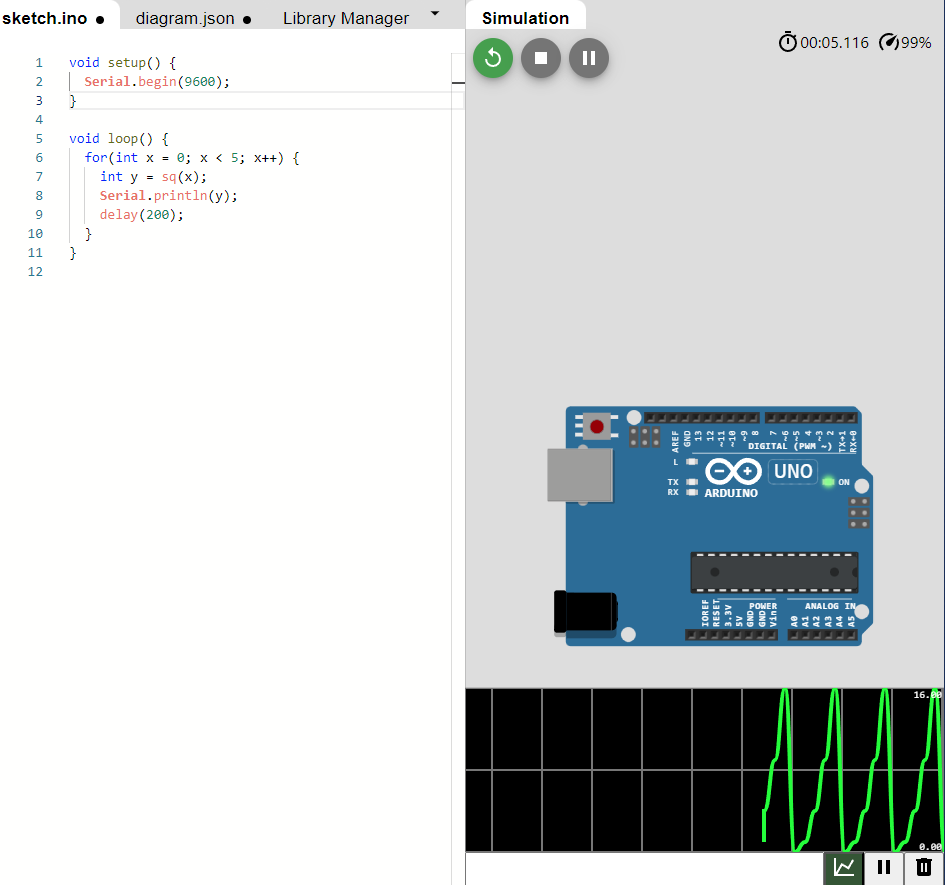 sketch.ino ● diagram.json ● Library Manager
Simulation
00:05.116 99%
1 void setup() {
2 Serial.begin(9600);
3 }
4
5 void loop() {
6 for(int x = 0; x < 5; x++) {
7 int y = sq(x);
8 Serial.println(y);
9 delay(200);
10 }
11 }
12
AREF GND 13 12 ~11 ~10 ~9 8 7 ~6 ~5 4 ~3 2 TX→1 RX←0
DIGITAL (PWM ~)
L
UNO
ON
TX
RX
ARDUINO
IOREF RESET 3.3V 5V GND GND Vin A0 A1 A2 A3 A4 A5
POWER ANALOG IN
16.00
0.00